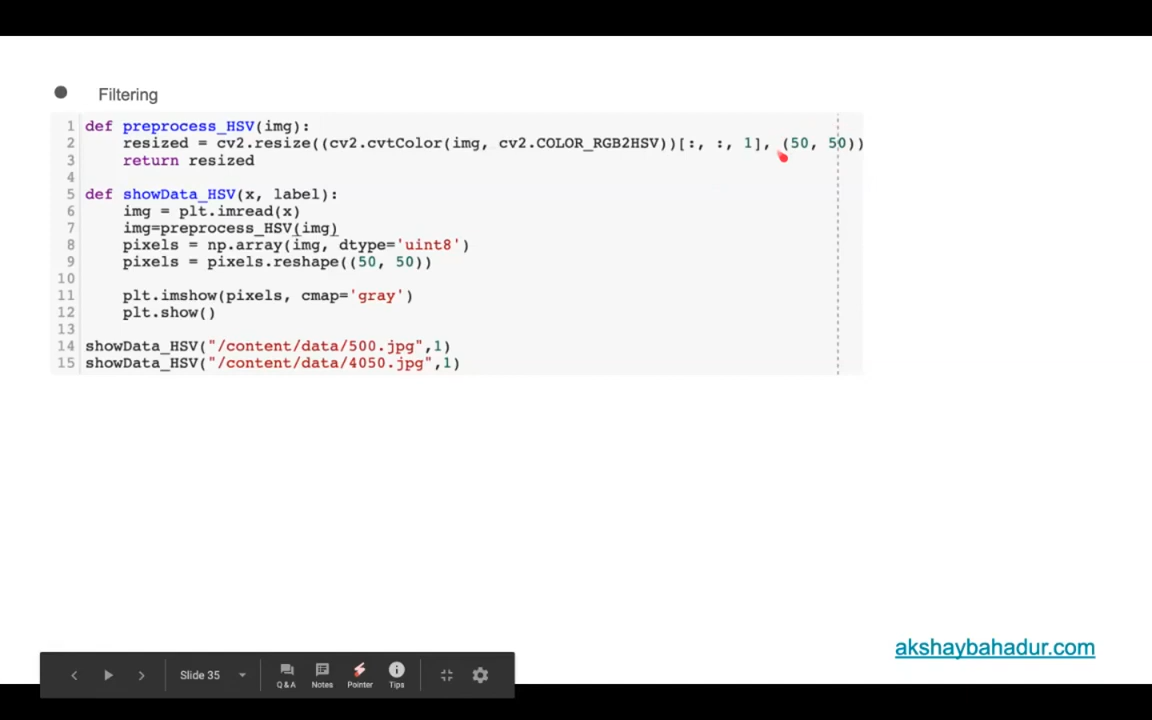 Filtering
1 def preprocess_HSV(img):
2 resized = cv2.resize((cv2.cvtColor(img, cv2.COLOR_RGB2HSV))[:, :, 1], (50, 50))
3 return resized
4
5 def showData_HSV(x, label):
6 img = plt.imread(x)
7 img=preprocess_HSV(img)
8 pixels = np.array(img, dtype='uint8')
9 pixels = pixels.reshape((50, 50))
10
11 plt.imshow(pixels, cmap='gray')
12 plt.show()
13
14 showData_HSV("/content/data/500.jpg",1)
15 showData_HSV("/content/data/4050.jpg",1)
akshaybahadur.com
Slide 35 Q & A Notes Pointer Tips